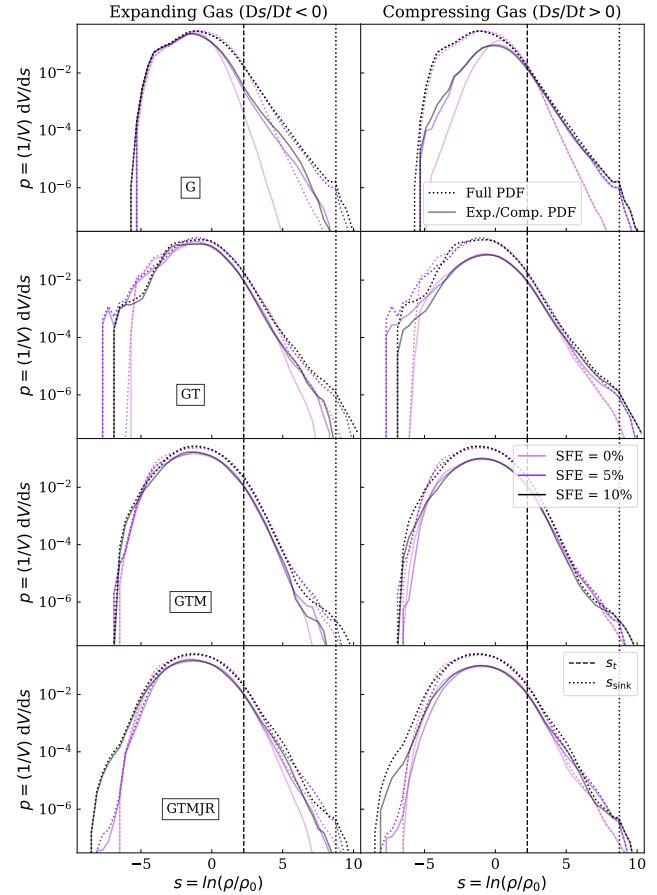 Expanding Gas (Ds/Dt < 0)
Compressing Gas (Ds/Dt > 0)
p = (1/V) dV/ds
10⁻²
10⁻⁴
10⁻⁶
G
Full PDF
Exp./Comp. PDF
p = (1/V) dV/ds
10⁻²
10⁻⁴
10⁻⁶
GT
p = (1/V) dV/ds
10⁻²
10⁻⁴
10⁻⁶
GTM
SFE = 0%
SFE = 5%
SFE = 10%
p = (1/V) dV/ds
10⁻²
10⁻⁴
10⁻⁶
GTMJR
s_t
s_sink
−5 0 5 10
−5 0 5 10
s = ln(ρ/ρ₀)
s = ln(ρ/ρ₀)